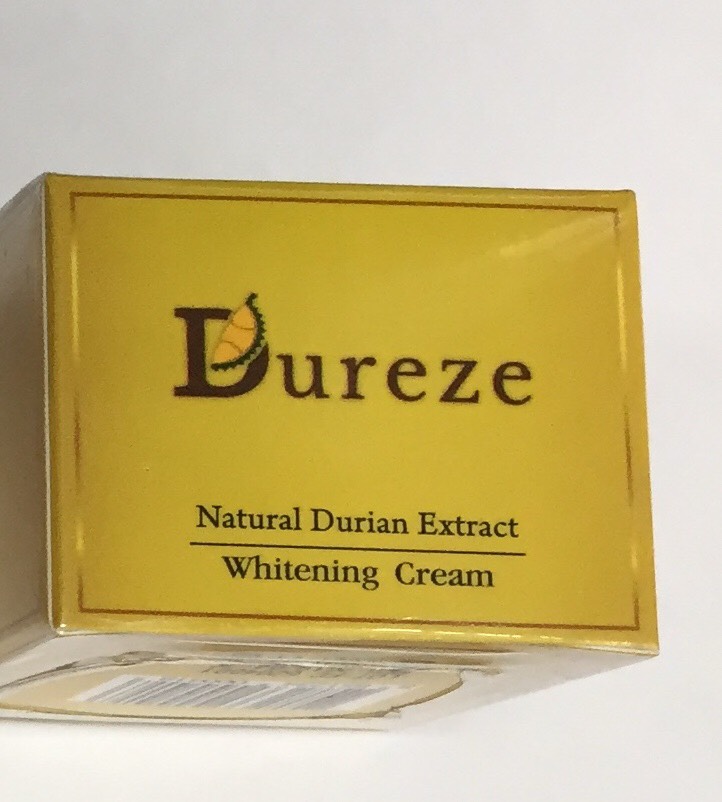 Dureze
Natural Durian Extract
Whitening Cream